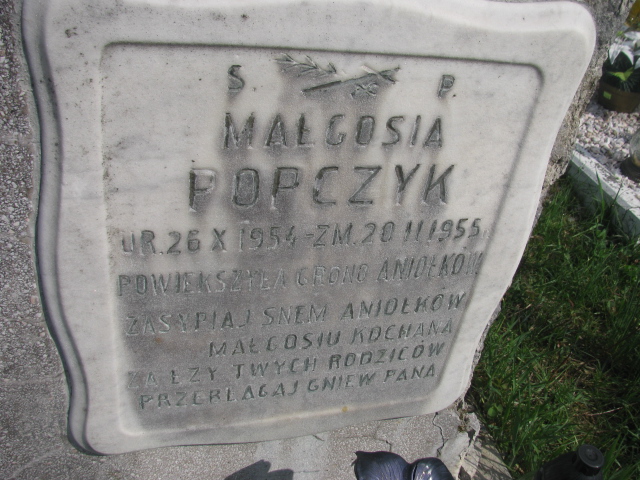 S. P.
MAŁGOSIA
POPCZYK
UR. 26 X 1954 - ZM. 20 II 1955
POWIĘKSZYŁA GRONO ANIOŁKÓW
ZASYPIAJ SNEM ANIOŁKÓW
MAŁGOSIU KOCHANA
ZA ŁZY TWYCH RODZICÓW
PRZEBŁAGAJ GNIEW PANA